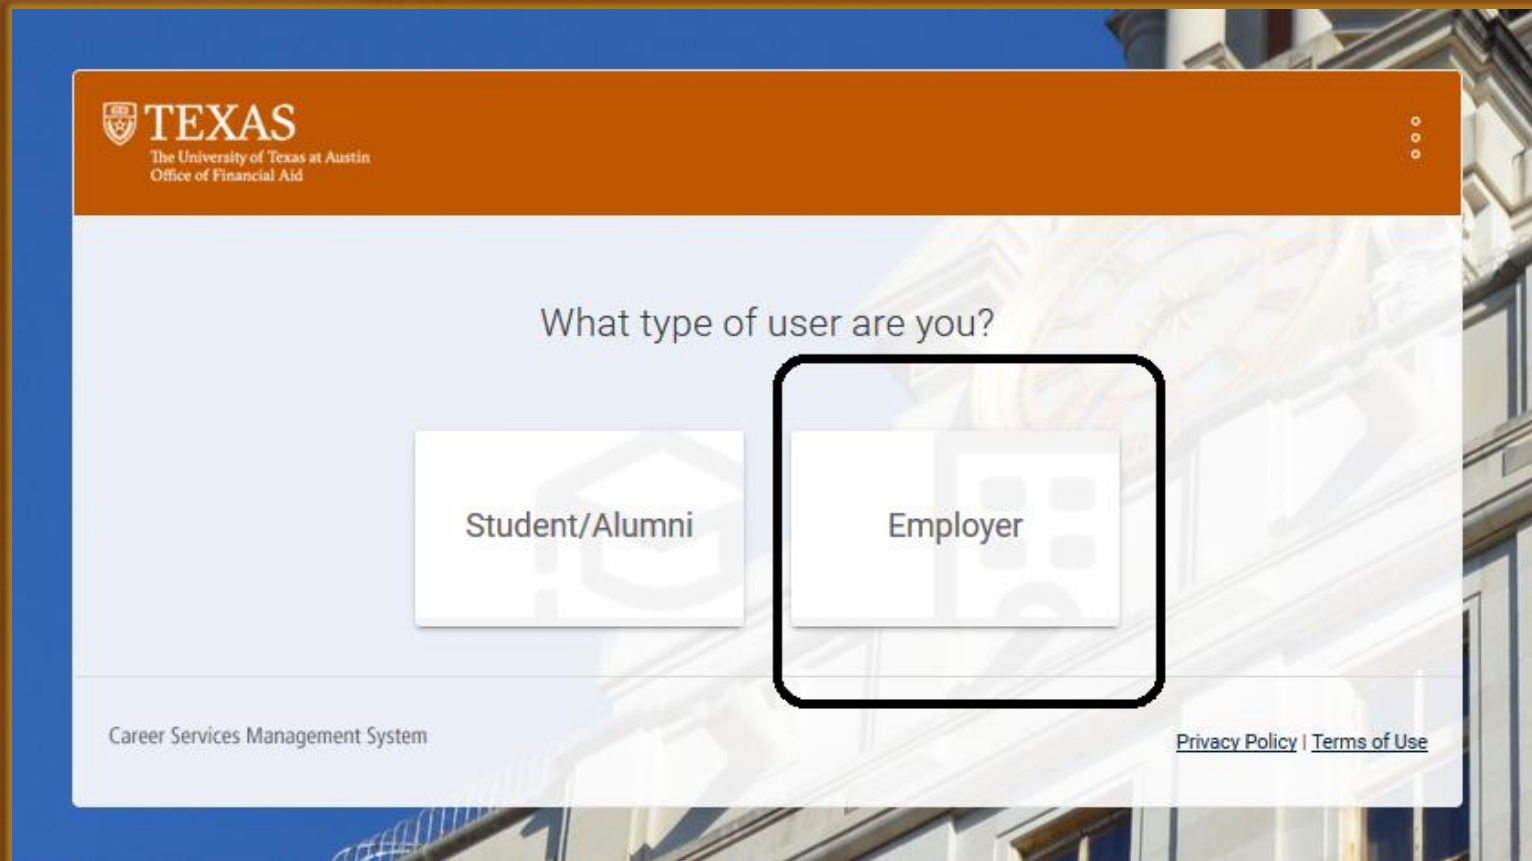 TEXAS
The University of Texas at Austin
Office of Financial Aid
What type of user are you?
Student/Alumni
Employer
Career Services Management System
Privacy Policy | Terms of Use